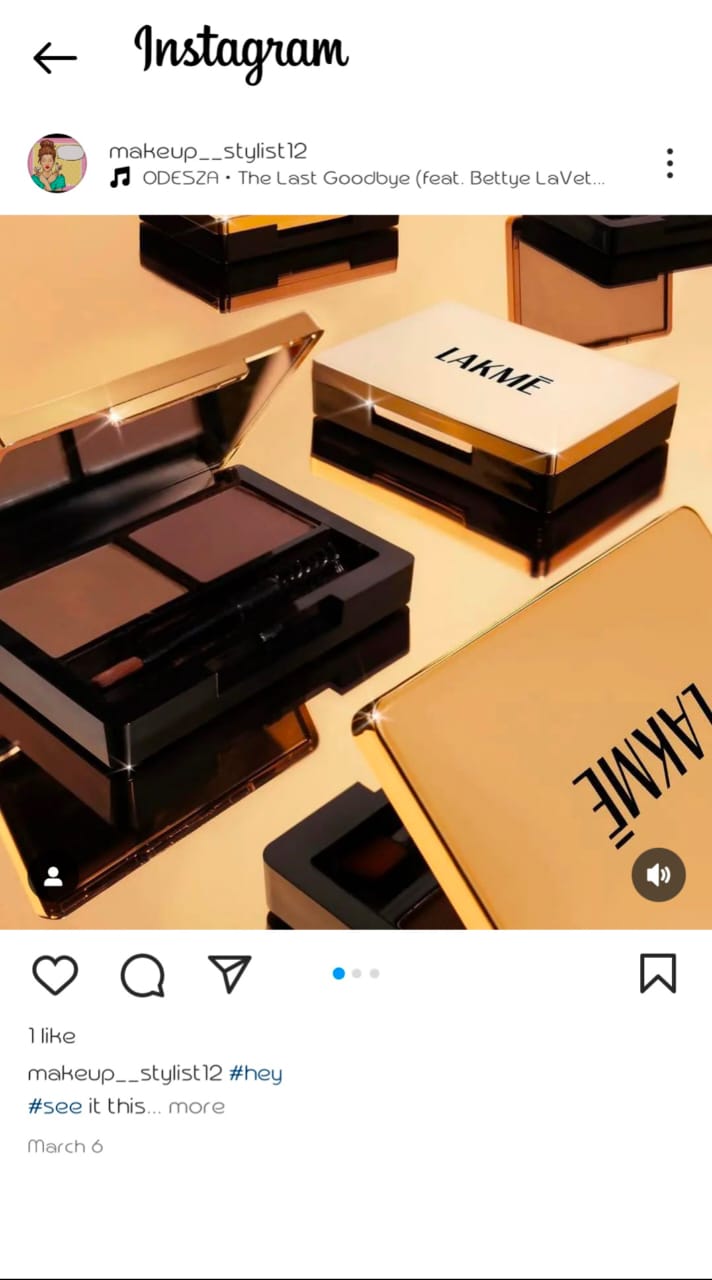 Instagram
makeup__stylist12
ODESZA • The Last Goodbye (feat. Bettye LaVet...
LAKMĒ
LAKMĒ
1 like
makeup__stylist12 #hey
#see it this... more
March 6